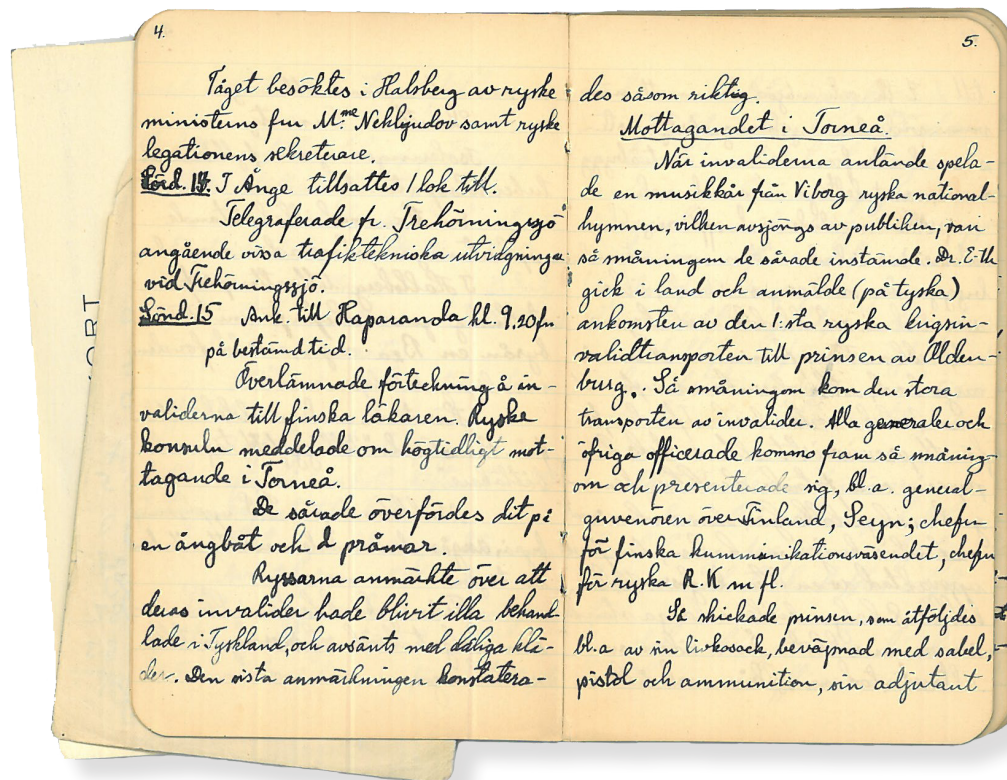 4.
Tåget besöktes i Halsberg av ryske
ministerns fru M.me Nekljudov samt ryske
legationens sekreterare.
Lörd. 14. I Ånge tillsattes 1 lok till.
Telegraferade fr. Trehörningsjö
angående vissa trafiktekniska utvidgningar
vid Trehörningssjö.
Sönd. 15 Ank. till Haparanda kl. 9,20 fm
på bestämd tid.
Överlämnade förteckning å in-
validerna till finska läkaren. Ryske
konsuln meddelade om högtidligt mot-
tagande i Torneå.
De sårade överfördes dit på
en ångbåt och 2 pråmar.
Ryssarna anmärkte över att
deras invalider hade blivit illa behand-
lade i Tyskland, och avsänts med dåliga klä-
der. Den sista anmärkningen konstatera-
5.
des såsom riktig.
Mottagandet i Torneå.
När invaliderna anlände spela-
de en musikkår från Viborg ryska national-
hymnen, vilken avsjöngs av publiken, vari
så småningom de sårade instämde. Dr. E-th
gick i land och anmälde (på tyska)
ankomsten av den 1:sta ryska krigsin-
validtransporten till prinsen av Olden-
burg. Så småningom kom den stora
transporten av invalider. Alla generaler och
öfriga officerade kommo fram så småning-
om och presenterade sig, bl.a. general-
guvenören över Finland, Seyn; chefen
för finska kummunikationsväsendet, chefen
för ryska R.K m fl.
Så skickade prinsen, som åtföljdes
bl.a av sin livkosack, beväpnad med sabel,
pistol och ammunition, sin adjutant